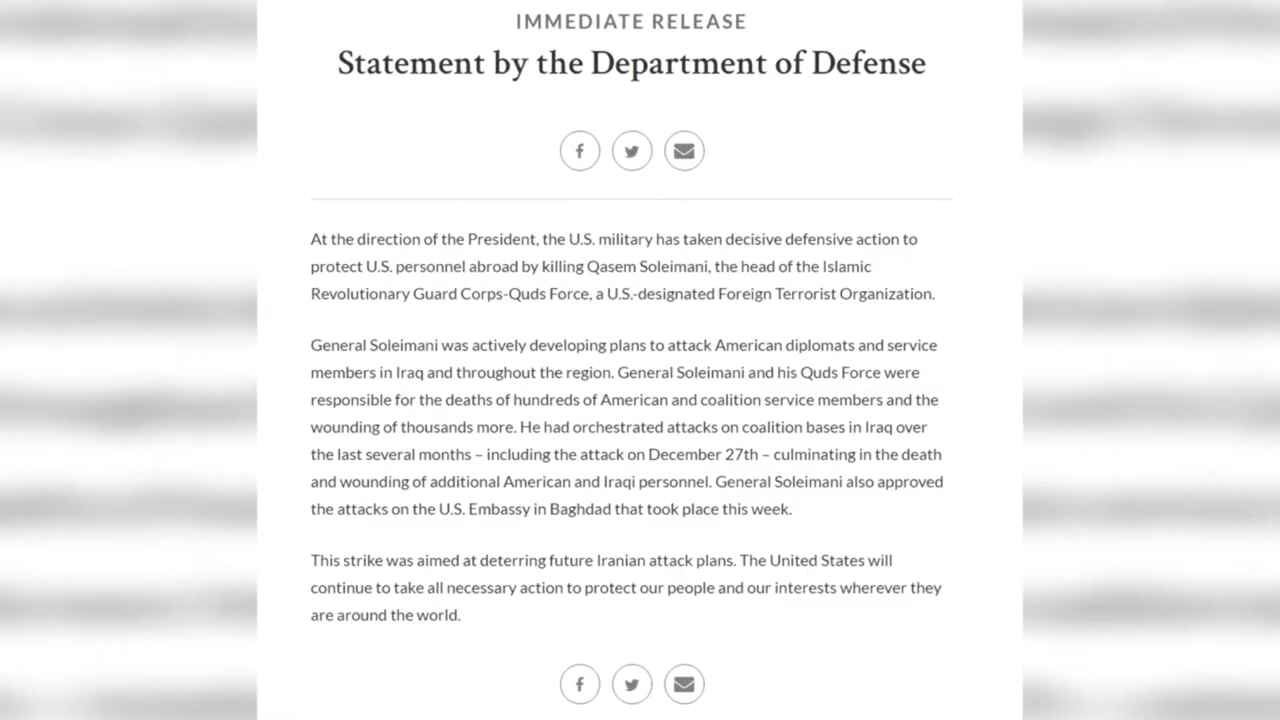 IMMEDIATE RELEASE
Statement by the Department of Defense
At the direction of the President, the U.S. military has taken decisive defensive action to
protect U.S. personnel abroad by killing Qasem Soleimani, the head of the Islamic
Revolutionary Guard Corps-Quds Force, a U.S.-designated Foreign Terrorist Organization.
General Soleimani was actively developing plans to attack American diplomats and service
members in Iraq and throughout the region. General Soleimani and his Quds Force were
responsible for the deaths of hundreds of American and coalition service members and the
wounding of thousands more. He had orchestrated attacks on coalition bases in Iraq over
the last several months – including the attack on December 27th – culminating in the death
and wounding of additional American and Iraqi personnel. General Soleimani also approved
the attacks on the U.S. Embassy in Baghdad that took place this week.
This strike was aimed at deterring future Iranian attack plans. The United States will
continue to take all necessary action to protect our people and our interests wherever they
are around the world.